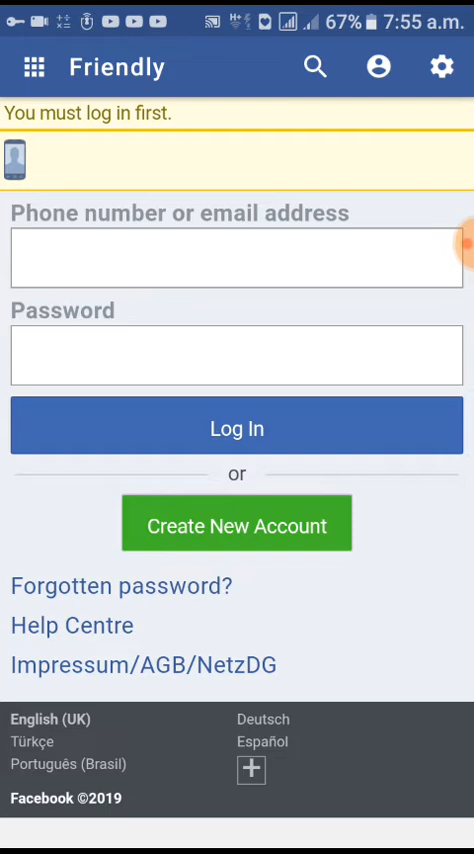 67% 7:55 a.m.
Friendly
You must log in first.
Phone number or email address
Password
Log In
or
Create New Account
Forgotten password?
Help Centre
Impressum/AGB/NetzDG
English (UK) Deutsch
Türkçe Español
Português (Brasil)
Facebook ©2019